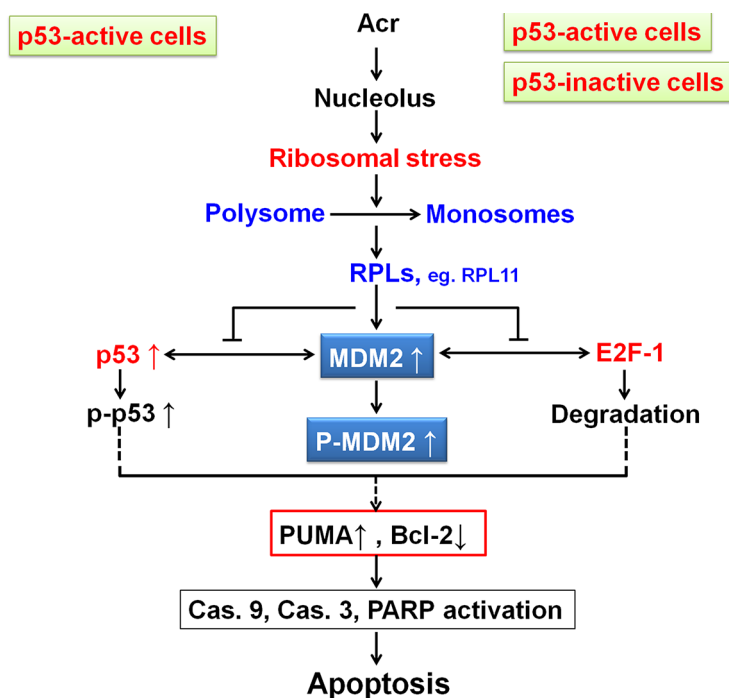 p53-active cells
Acr
p53-active cells
p53-inactive cells
Nucleolus
Ribosomal stress
Polysome
Monosomes
RPLs, eg. RPL11
p53 ↑
MDM2 ↑
E2F-1
p-p53 ↑
P-MDM2 ↑
Degradation
PUMA↑ , Bcl-2↓
Cas. 9, Cas. 3, PARP activation
Apoptosis